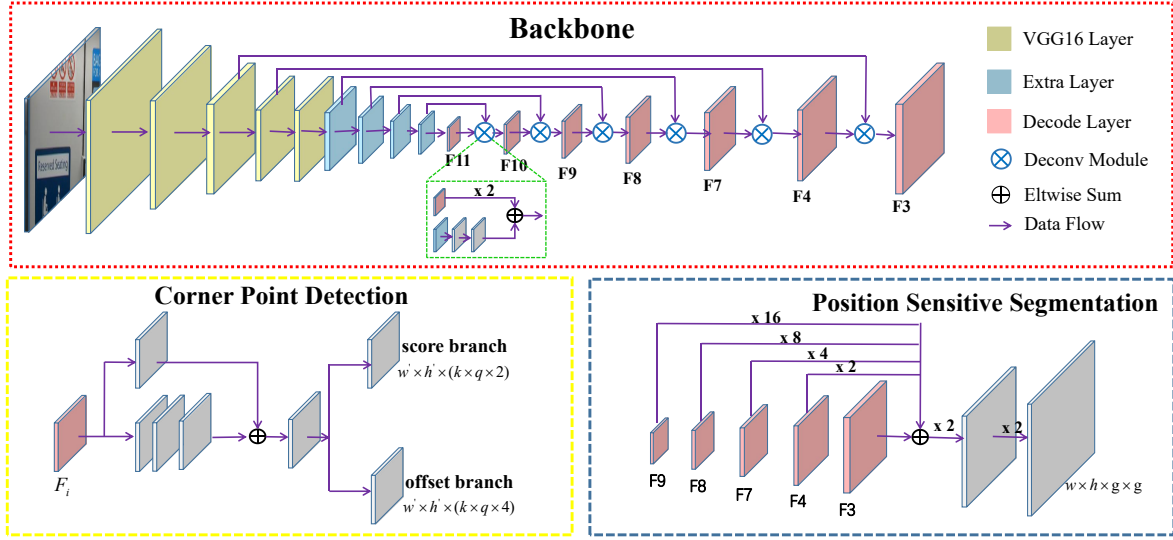 Backbone
VGG16 Layer
Extra Layer
Decode Layer
Deconv Module
Eltwise Sum
Data Flow
Reserved Seating
F11
F10
F9
F8
F7
F4
F3
x 2
Corner Point Detection
score branch
w' × h' × (k × q × 2)
offset branch
w' × h' × (k × q × 4)
F_i
Position Sensitive Segmentation
x 16
x 8
x 4
x 2
x 2
x 2
F9
F8
F7
F4
F3
w × h × g × g